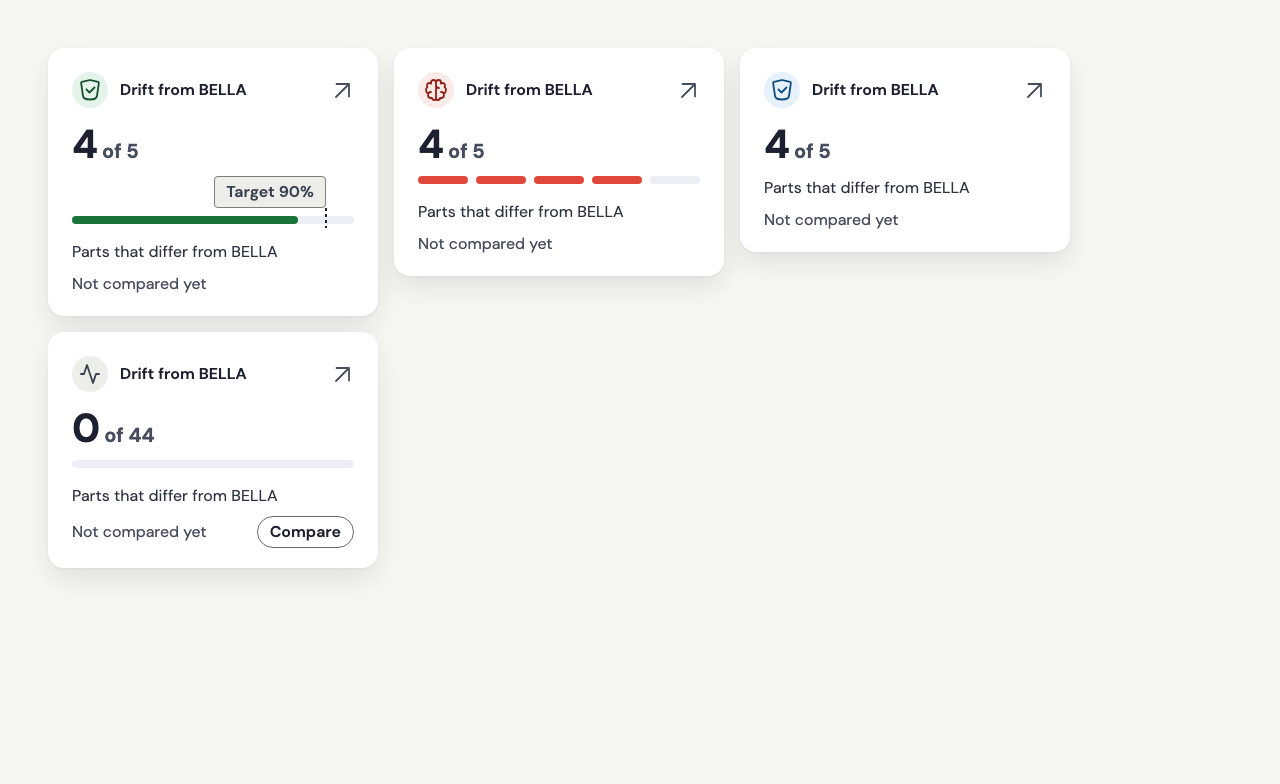 Drift from BELLA
4 of 5
Target 90%
Parts that differ from BELLA
Not compared yet
Drift from BELLA
4 of 5
Parts that differ from BELLA
Not compared yet
Drift from BELLA
4 of 5
Parts that differ from BELLA
Not compared yet
Drift from BELLA
0 of 44
Parts that differ from BELLA
Not compared yet
Compare